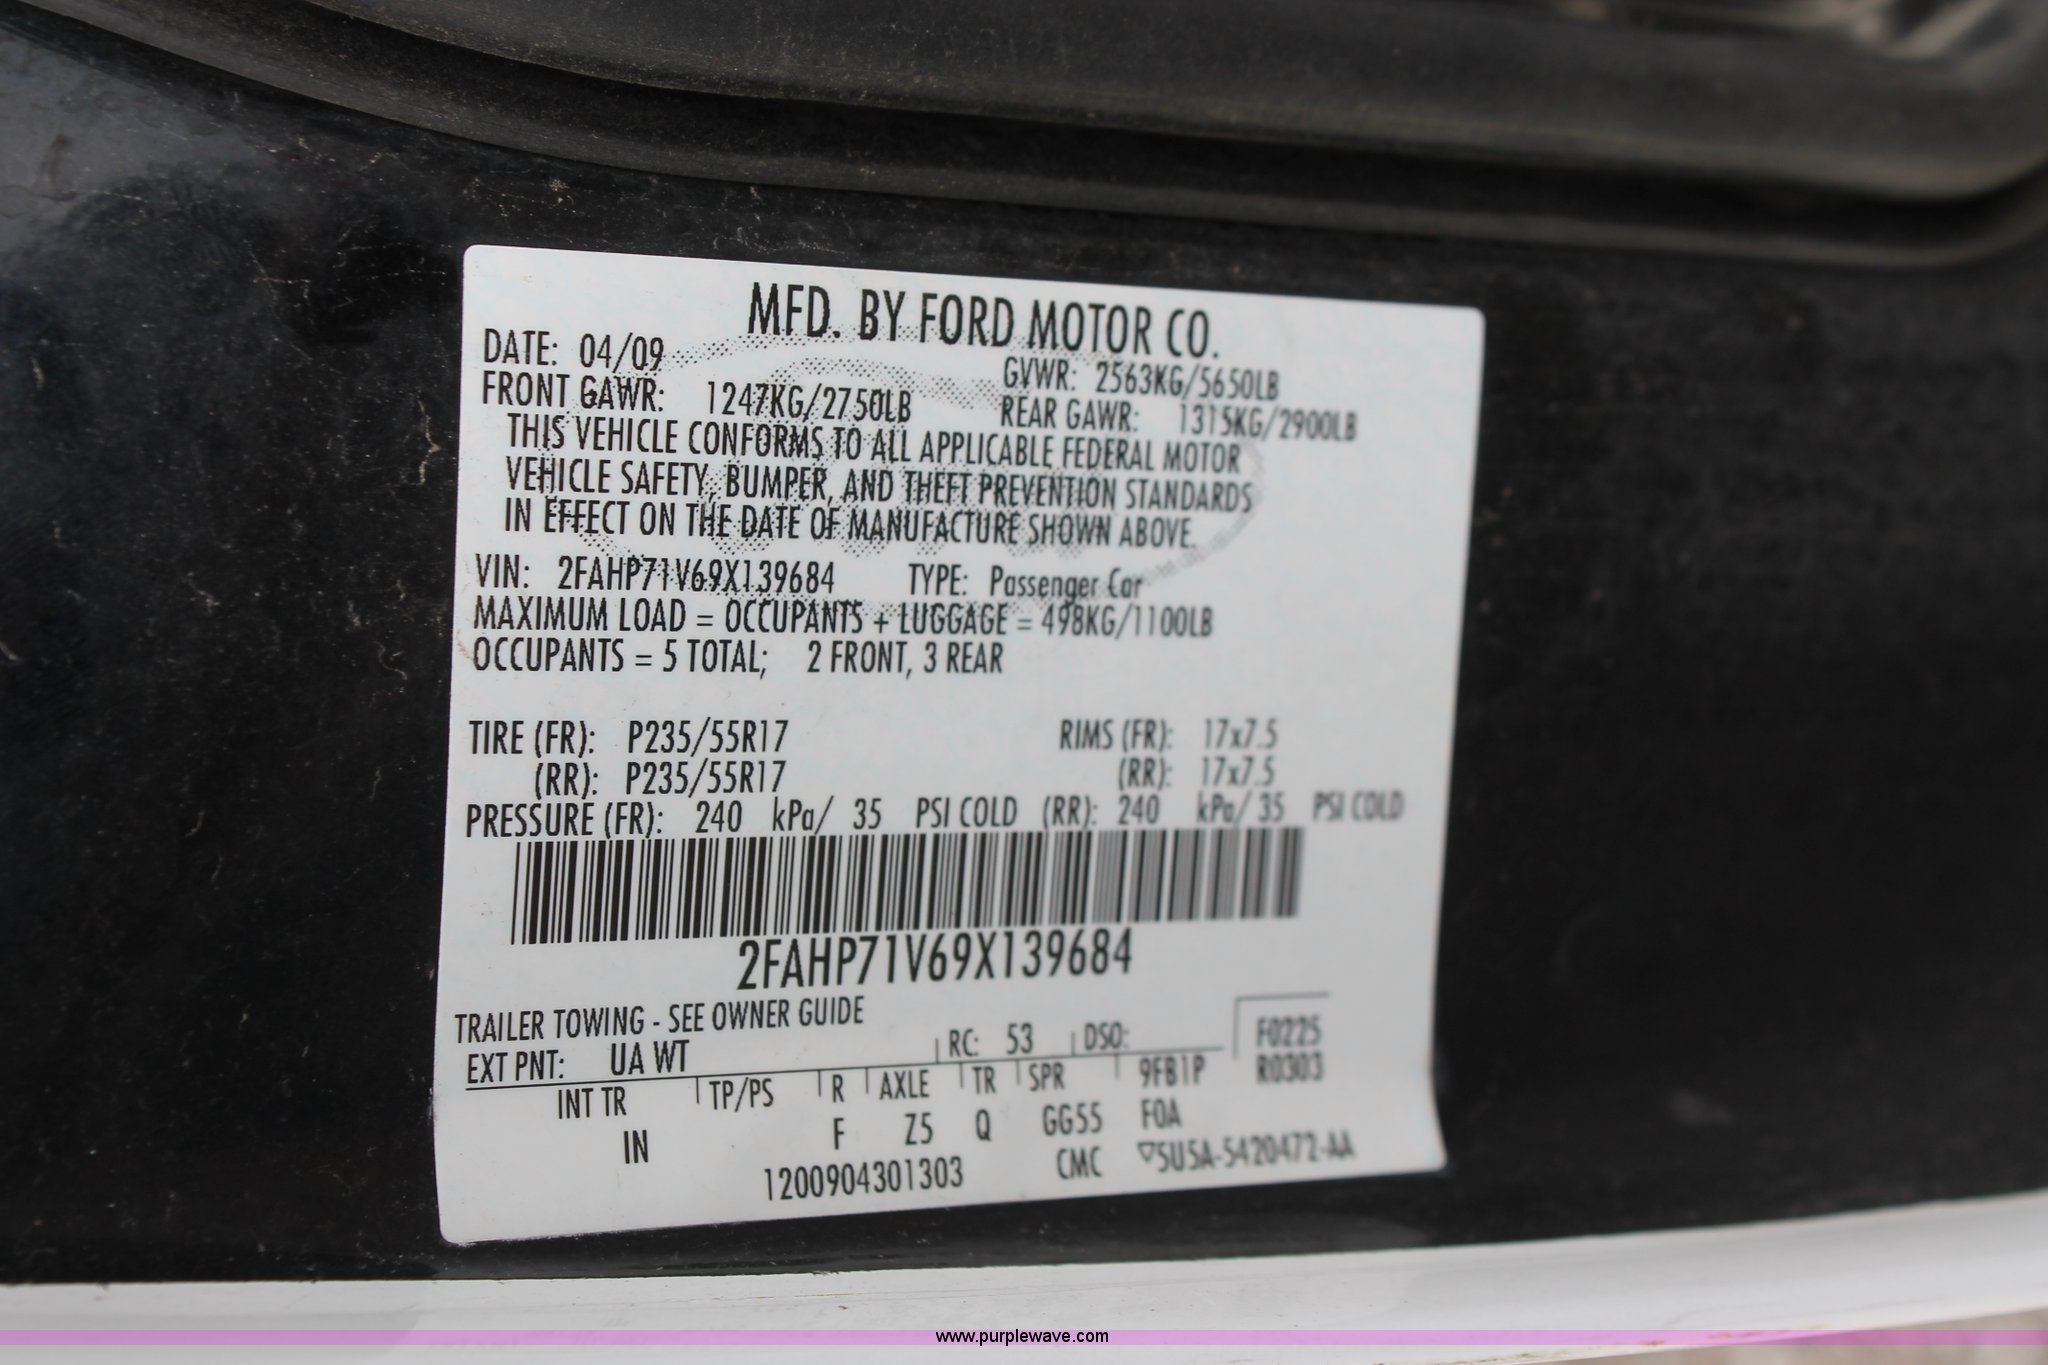 MFD. BY FORD MOTOR CO.
DATE: 04/09 GVWR: 2563KG/5650LB
FRONT GAWR: 1247KG/2750LB REAR GAWR: 1315KG/2900LB
THIS VEHICLE CONFORMS TO ALL APPLICABLE FEDERAL MOTOR
VEHICLE SAFETY, BUMPER, AND THEFT PREVENTION STANDARDS
IN EFFECT ON THE DATE OF MANUFACTURE SHOWN ABOVE.
VIN: 2FAHP71V69X139684 TYPE: Passenger Car
MAXIMUM LOAD = OCCUPANTS + LUGGAGE = 498KG/1100LB
OCCUPANTS = 5 TOTAL; 2 FRONT, 3 REAR
TIRE (FR): P235/55R17 RIMS (FR): 17x7.5
(RR): P235/55R17 (RR): 17x7.5
PRESSURE (FR): 240 kPa/ 35 PSI COLD (RR): 240 kPa/ 35 PSI COLD
2FAHP71V69X139684
TRAILER TOWING - SEE OWNER GUIDE
EXT PNT: UA WT RC: 53 DSO: F0225
INT TR TP/PS R AXLE TR SPR 9FB1P R0303
IN F Z5 Q GG55 F0A
1200904301303 CMC ▽5U5A-5420472-AA
www.purplewave.com